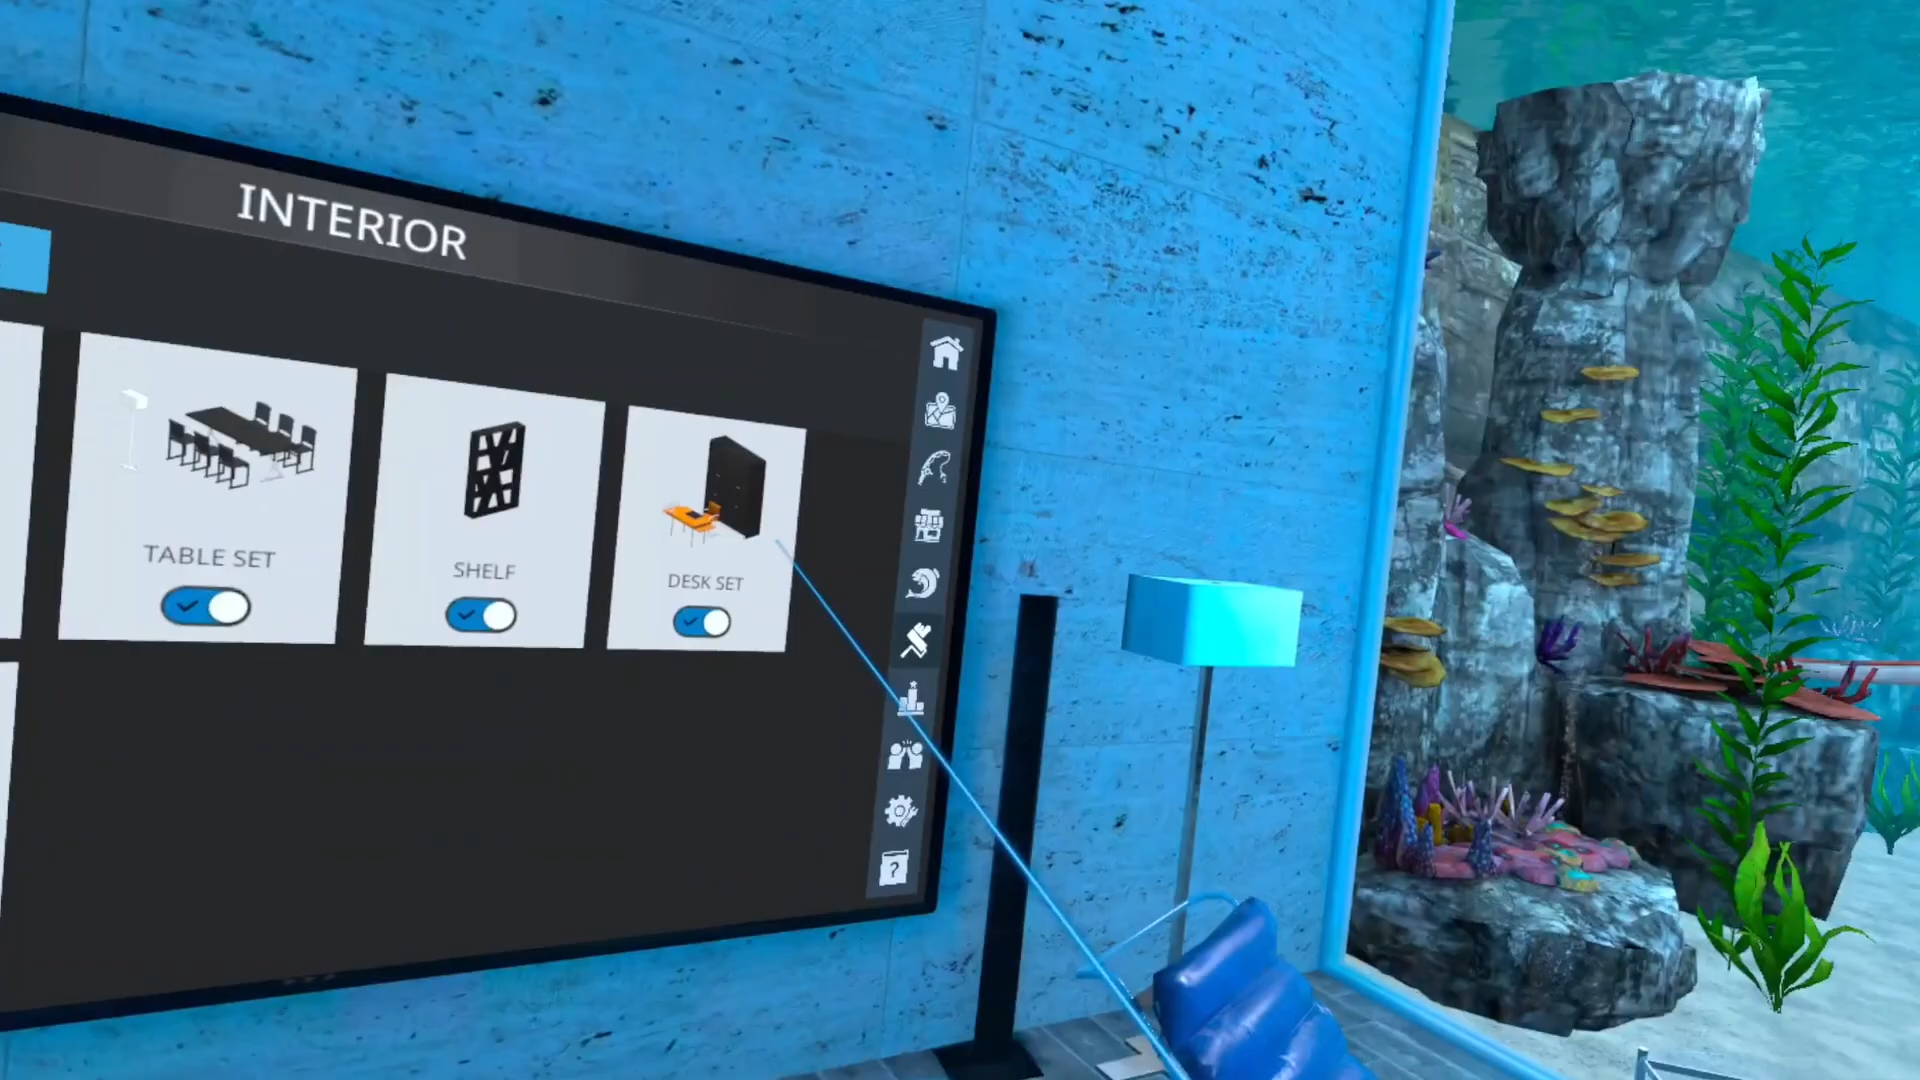 INTERIOR
TABLE SET
SHELF
DESK SET
?